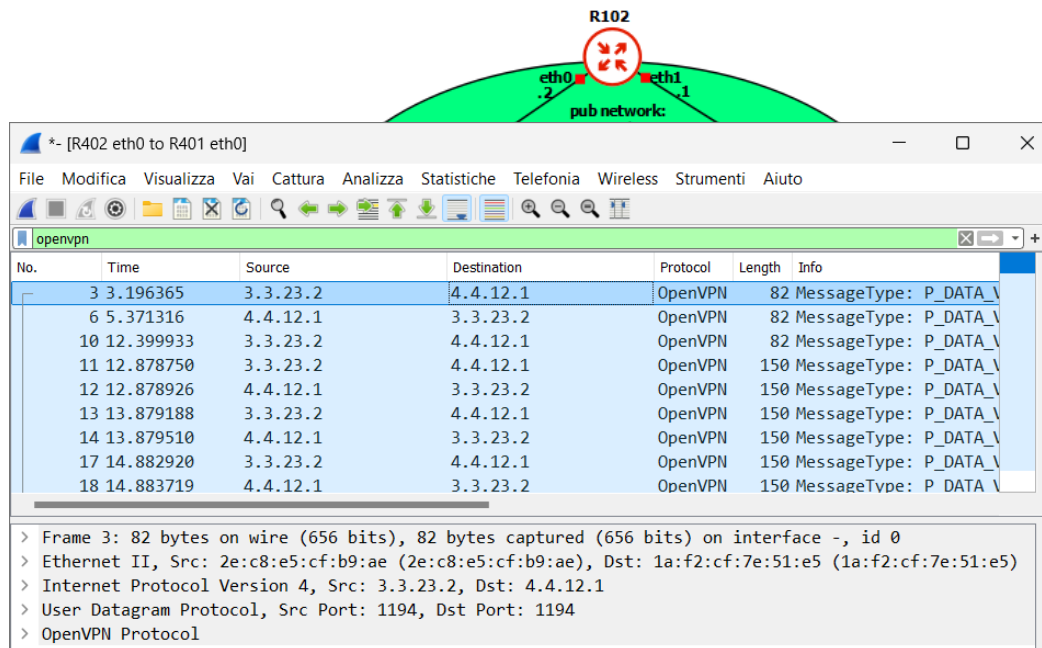 R102
eth0 eth1
.2 .1
pub network:
*- [R402 eth0 to R401 eth0]
File Modifica Visualizza Vai Cattura Analizza Statistiche Telefonia Wireless Strumenti Aiuto
openvpn
No. Time Source Destination Protocol Length Info
3 3.196365 3.3.23.2 4.4.12.1 OpenVPN 82 MessageType: P_DATA_V
6 5.371316 4.4.12.1 3.3.23.2 OpenVPN 82 MessageType: P_DATA_V
10 12.399933 3.3.23.2 4.4.12.1 OpenVPN 82 MessageType: P_DATA_V
11 12.878750 3.3.23.2 4.4.12.1 OpenVPN 150 MessageType: P_DATA_V
12 12.878926 4.4.12.1 3.3.23.2 OpenVPN 150 MessageType: P_DATA_V
13 13.879188 3.3.23.2 4.4.12.1 OpenVPN 150 MessageType: P_DATA_V
14 13.879510 4.4.12.1 3.3.23.2 OpenVPN 150 MessageType: P_DATA_V
17 14.882920 3.3.23.2 4.4.12.1 OpenVPN 150 MessageType: P_DATA_V
18 14.883719 4.4.12.1 3.3.23.2 OpenVPN 150 MessageType: P_DATA_V
> Frame 3: 82 bytes on wire (656 bits), 82 bytes captured (656 bits) on interface -, id 0
> Ethernet II, Src: 2e:c8:e5:cf:b9:ae (2e:c8:e5:cf:b9:ae), Dst: 1a:f2:cf:7e:51:e5 (1a:f2:cf:7e:51:e5)
> Internet Protocol Version 4, Src: 3.3.23.2, Dst: 4.4.12.1
> User Datagram Protocol, Src Port: 1194, Dst Port: 1194
> OpenVPN Protocol